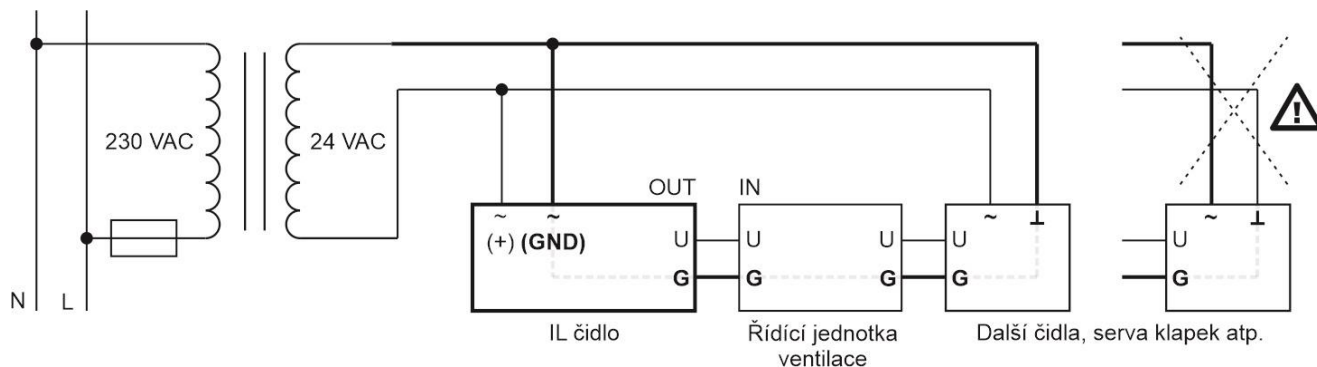 230 VAC
24 VAC
OUT IN
~ ~ ~ ⊥ ~ ⊥
(+) (GND)
U U U U U
G G G G G
N L
IL čidlo
Řídící jednotka
ventilace
Další čidla, serva klapek atp.